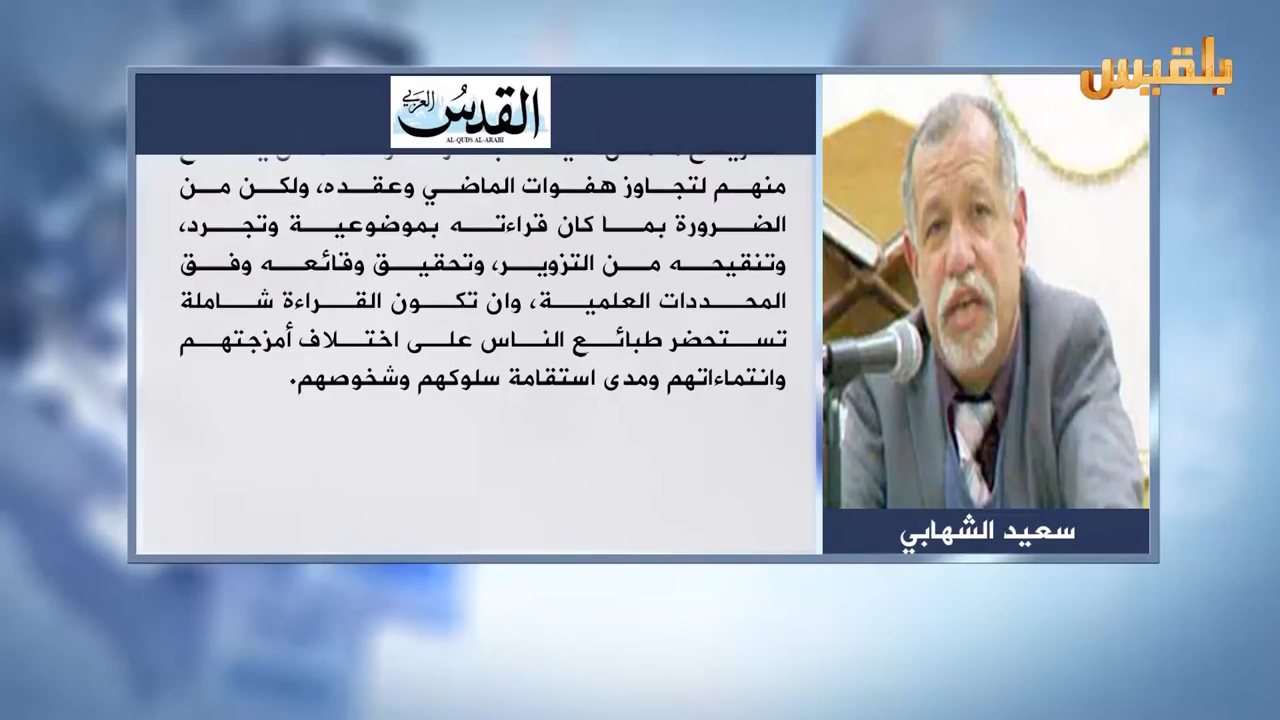 بلقيس
القدس العربي
AL-QUDS AL-ARABI
منهم لتجاوز هفوات الماضي وعقده، ولكن من
الضرورة بما كان قراءته بموضوعية وتجرد،
وتنقيحه من التزوير، وتحقيق وقائعه وفق
المحددات العلمية، وان تكون القراءة شاملة
تستحضر طبائع الناس على اختلاف أمزجتهم
وانتماءاتهم ومدى استقامة سلوكهم وشخوصهم.
سعيد الشهابي